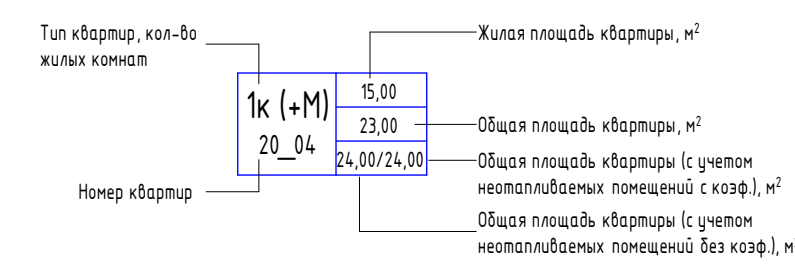 Тип квартир, кол-во
жилых комнат
Жилая площадь квартиры, м²
1к (+М)
15,00
23,00
Общая площадь квартиры, м²
20_04
24,00/24,00
Общая площадь квартиры (с учетом
неотапливаемых помещений с коэф.), м²
Номер квартир
Общая площадь квартиры (с учетом
неотапливаемых помещений без коэф.), м